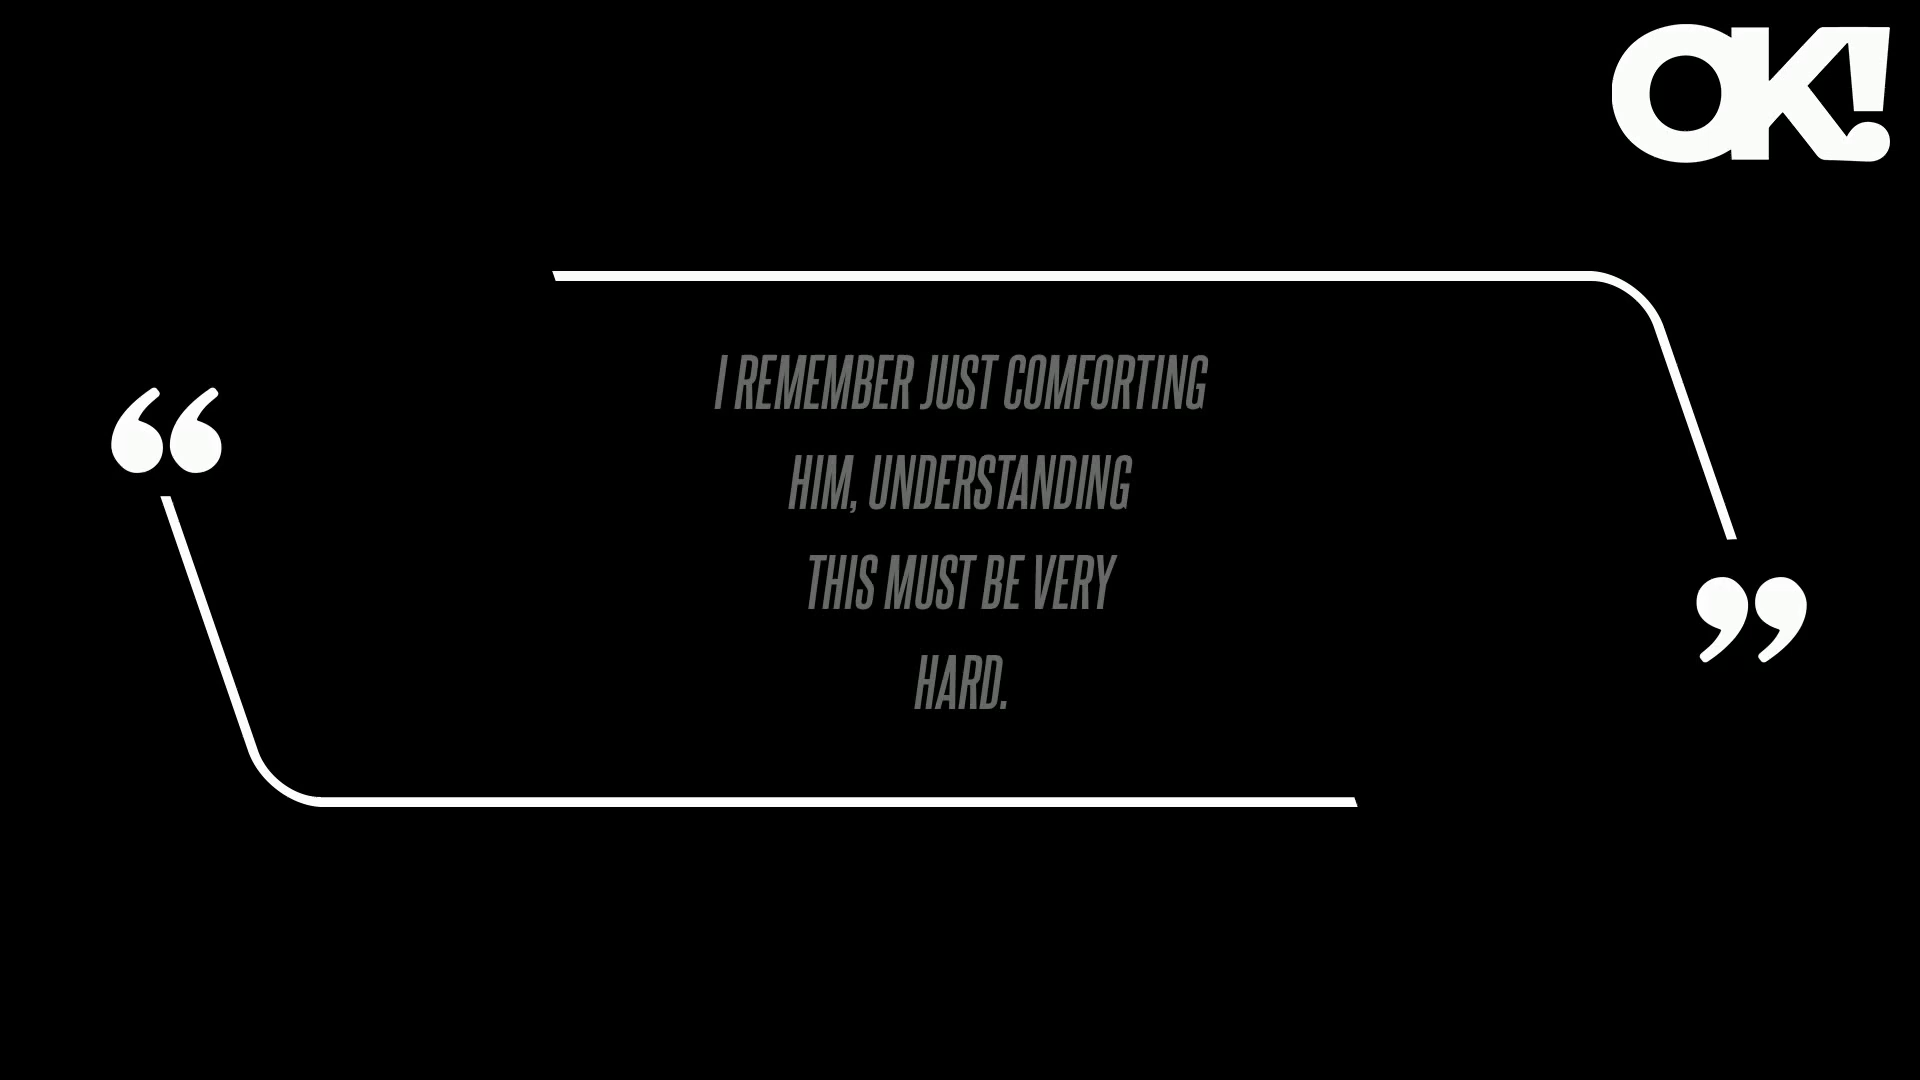 OK!
“
I REMEMBER JUST COMFORTING
HIM, UNDERSTANDING
THIS MUST BE VERY
HARD.
”